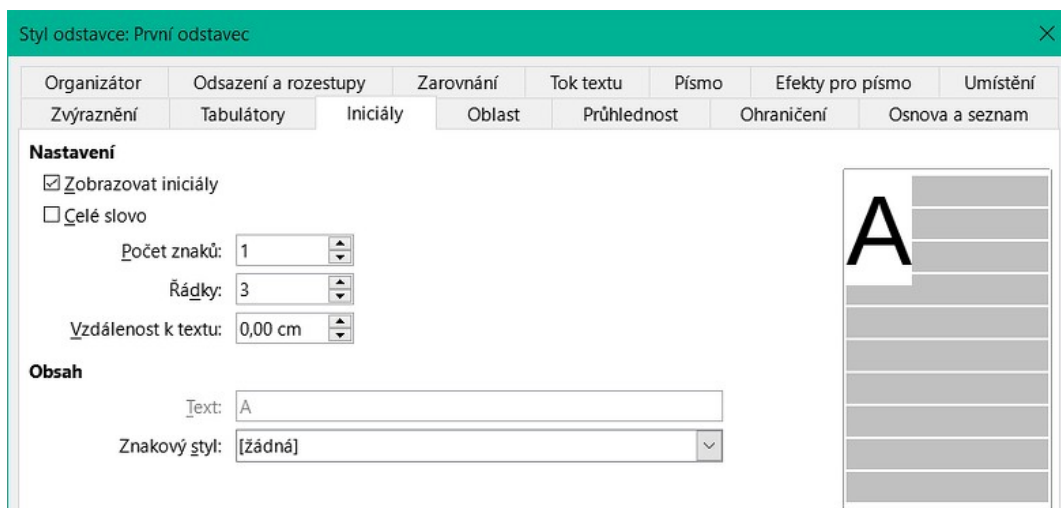 Styl odstavce: První odstavec
Organizátor Odsazení a rozestupy Zarovnání Tok textu Písmo Efekty pro písmo Umístění
Zvýraznění Tabulátory Iniciály Oblast Průhlednost Ohraničení Osnova a seznam
Nastavení
Zobrazovat iniciály
Celé slovo
Počet znaků: 1
Řádky: 3
Vzdálenost k textu: 0,00 cm
Obsah
Text: A
Znakový styl: [žádná]
A